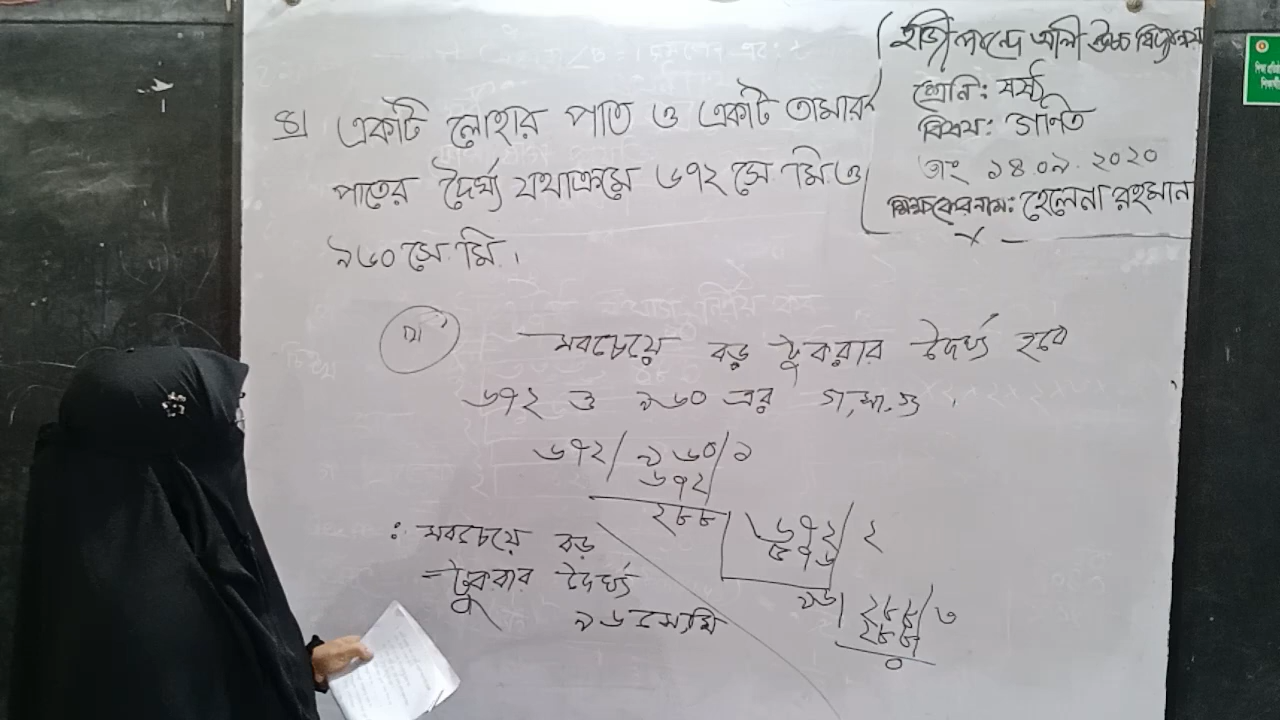 হাজী লান্দে আলী উচ্চ বিদ্যালয়
শ্রেনি: ষষ্ঠ
বিষয়: গনিত
তাং ১৪.০৯.২০২০
শিক্ষকের নাম: হেলেনা রহমান
৪। একটি লোহার পাত ও একটি তামার
পাতের দৈর্ঘ্য যথাক্রমে ৬৭২ সে.মি. ও
৯৬০ সে.মি.।
সবচেয়ে বড় টুকরার দৈর্ঘ্য হবে
৬৭২ ও ৯৬০ এর গ,সা,গু।
৬৭২/ ৯৬০/১
৬৭২
২৮৮ ৬৭২/ ২
৫৭৬
৯৬/ ২৮৮/ ৩
২৮৮
০
: সবচেয়ে বড়
টুকরার দৈর্ঘ্য
৯৬ সে,মি